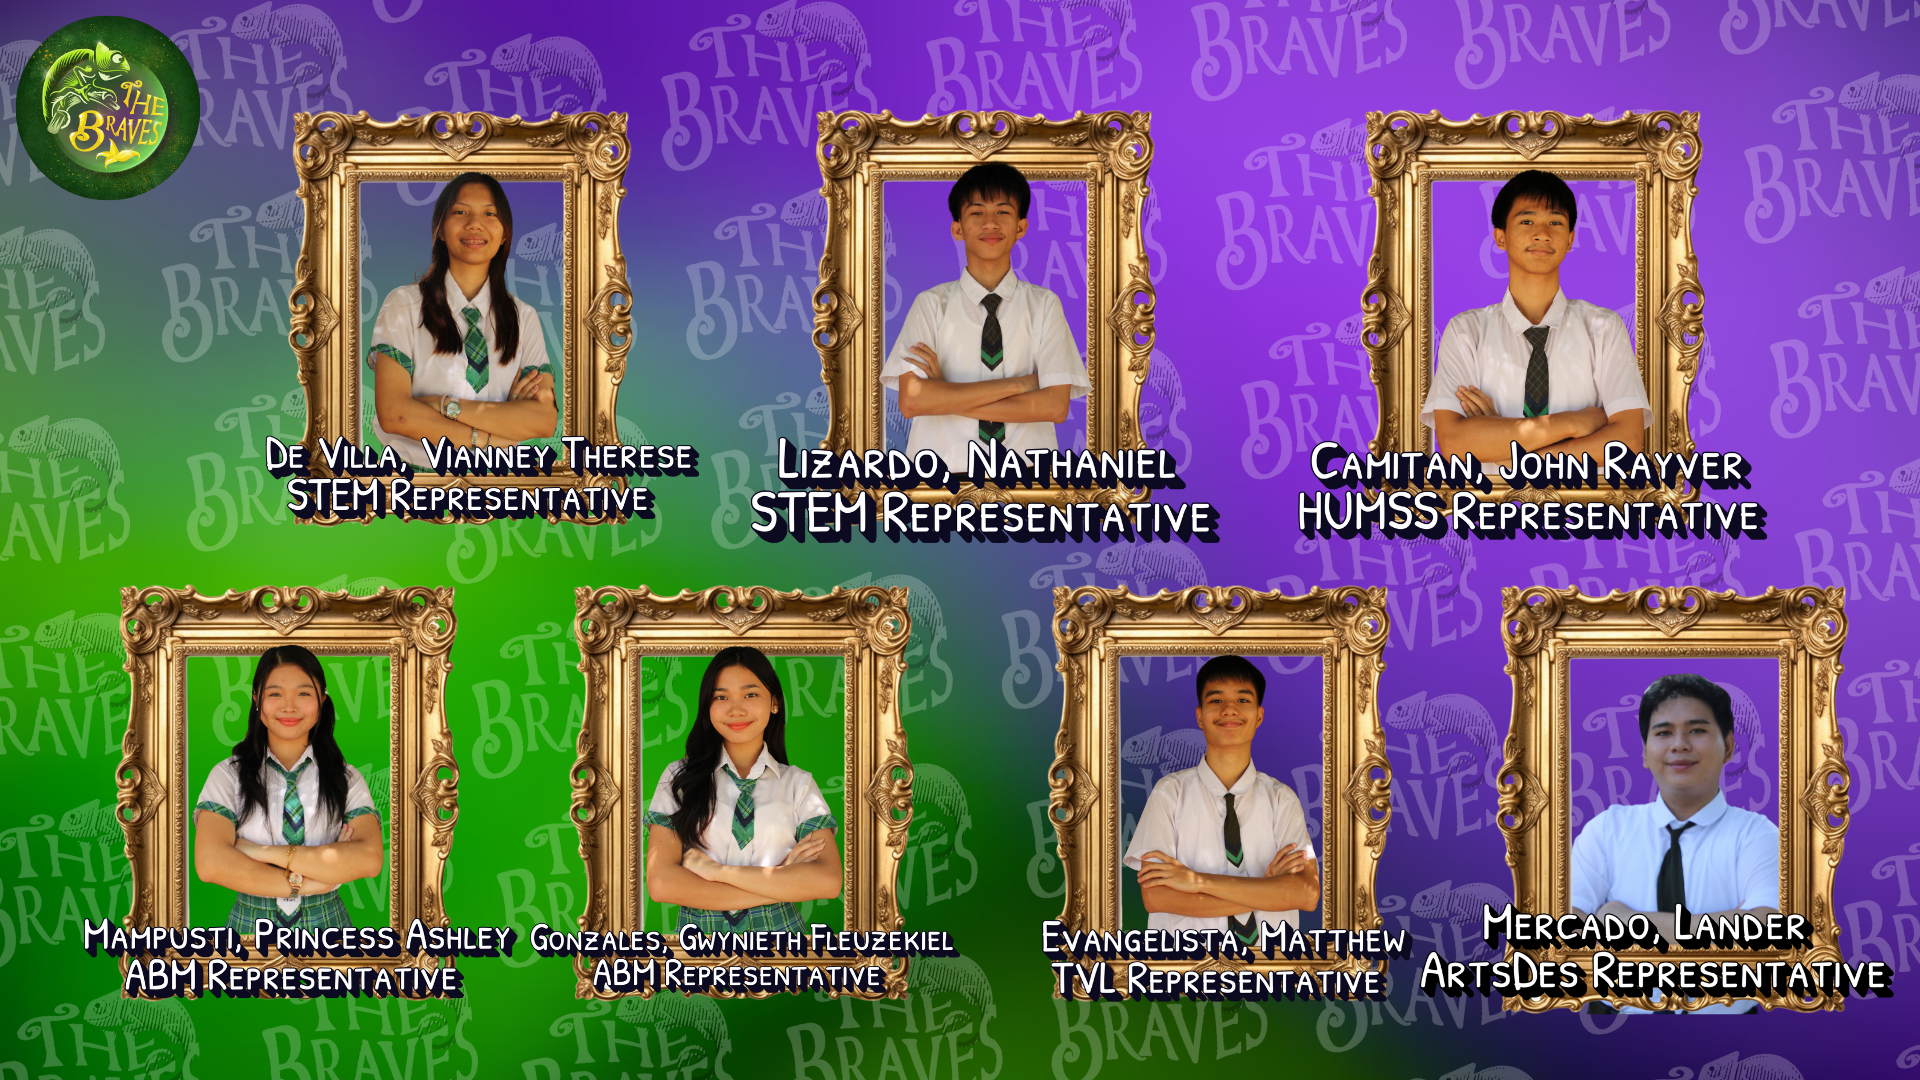 THE
BRAVES
De Villa, Vianney Therese
STEM Representative
Lizardo, Nathaniel
STEM Representative
Camitan, John Rayver
HUMSS Representative
Mampusti, Princess Ashley
ABM Representative
Gonzales, Gwynieth Fleuzekiel
ABM Representative
Evangelista, Matthew
TVL Representative
Mercado, Lander
ArtsDes Representative